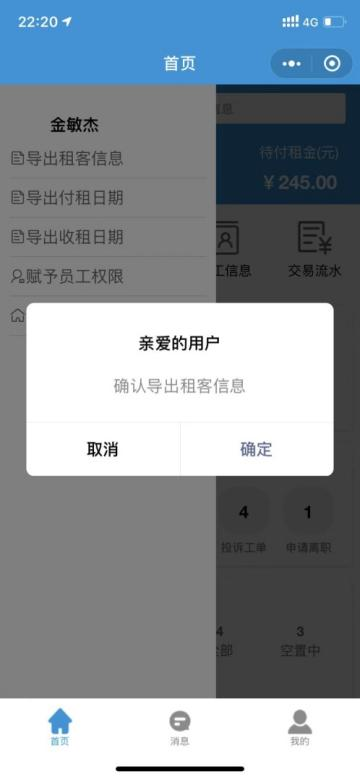 22:20
4G
首页
金敏杰
导出租客信息
导出付租日期
导出收租日期
赋予员工权限
信息
待付租金(元)
￥245.00
工信息
交易流水
亲爱的用户
确认导出租客信息
取消
确定
4
1
投诉工单
申请离职
4
3
全部
空置中
首页
消息
我的